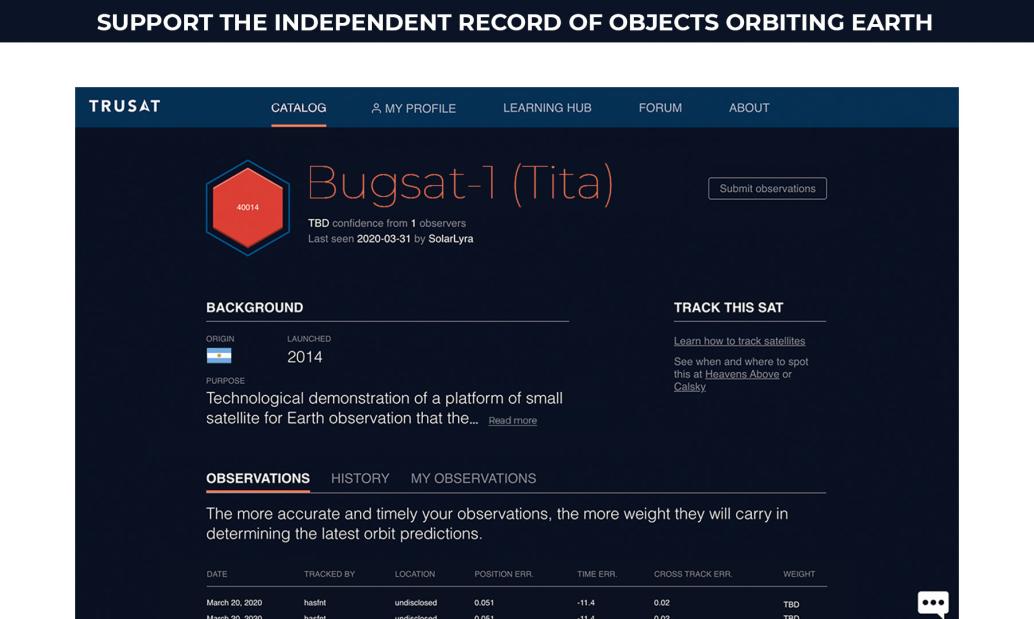 SUPPORT THE INDEPENDENT RECORD OF OBJECTS ORBITING EARTH
TRUSAT
CATALOG
MY PROFILE
LEARNING HUB
FORUM
ABOUT
40014
Bugsat-1 (Tita)
Submit observations
TBD confidence from 1 observers
Last seen 2020-03-31 by SolarLyra
BACKGROUND
ORIGIN
LAUNCHED
2014
PURPOSE
Technological demonstration of a platform of small
satellite for Earth observation that the... Read more
TRACK THIS SAT
Learn how to track satellites
See when and where to spot
this at Heavens Above or
Calsky
OBSERVATIONS
HISTORY
MY OBSERVATIONS
The more accurate and timely your observations, the more weight they will carry in
determining the latest orbit predictions.
DATE TRACKED BY LOCATION POSITION ERR. TIME ERR. CROSS TRACK ERR. WEIGHT
March 20, 2020 hasfnt undisclosed 0.051 -11.4 0.02 TBD
March 20, 2020 hasfnt undisclosed 0.051 -11.4 0.02 TBD